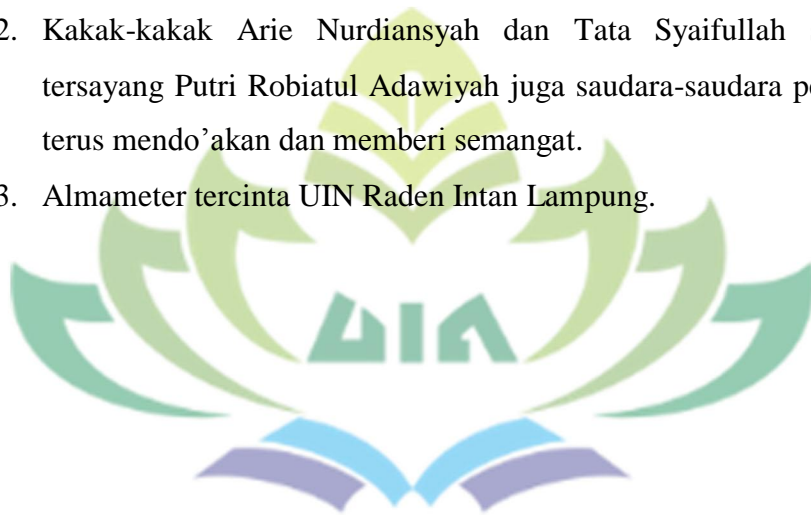 2. Kakak-kakak Arie Nurdiansyah dan Tata Syaifullah
tersayang Putri Robiatul Adawiyah juga saudara-saudara
terus mendo’akan dan memberi semangat.
3. Almameter tercinta UIN Raden Intan Lampung.
UIN